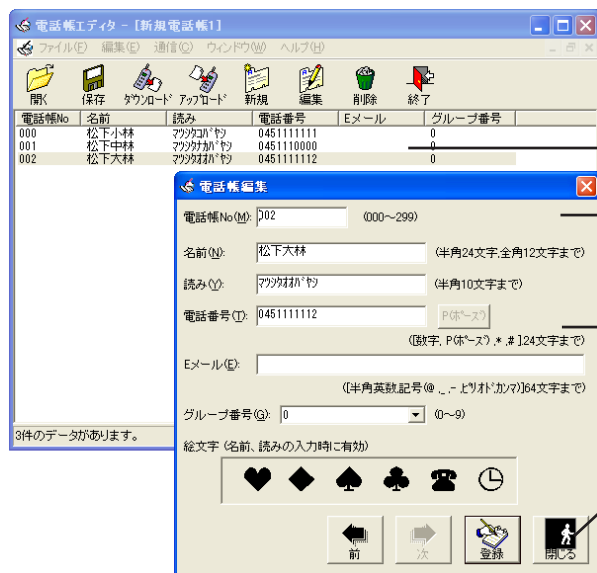 電話帳エディタ - [新規電話帳1]
ファイル(F) 編集(E) 通信(C) ウィンドウ(W) ヘルプ(H)
開く 保存 ダウンロード アップロード 新規 編集 削除 終了
電話帳No 名前 読み 電話番号 Eメール グループ番号
000 松下小林 ﾏﾂｼﾀｺﾊﾞﾔｼ 0451111111 0
001 松下中林 ﾏﾂｼﾀﾅｶﾊﾞﾔｼ 0451110000 0
002 松下大林 ﾏﾂｼﾀｵｵﾊﾞﾔｼ 0451111112 0
電話帳編集
電話帳No(M): 002 (000～299)
名前(N): 松下大林 (半角24文字,全角12文字まで)
読み(Y): ﾏﾂｼﾀｵｵﾊﾞﾔｼ (半角10文字まで)
電話番号(T): 0451111112 P(ﾎﾟｰｽﾞ)
([数字, P(ﾎﾟｰｽﾞ),*,#]24文字まで)
Eメール(E):
([半角英数,記号(@ ._,- ﾋﾟﾘｵﾄﾞ,ｶﾝﾏ)]64文字まで)
グループ番号(G): 0 (0～9)
3件のデータがあります。
絵文字 (名前、読みの入力時に有効)
前 次 登録 閉じる